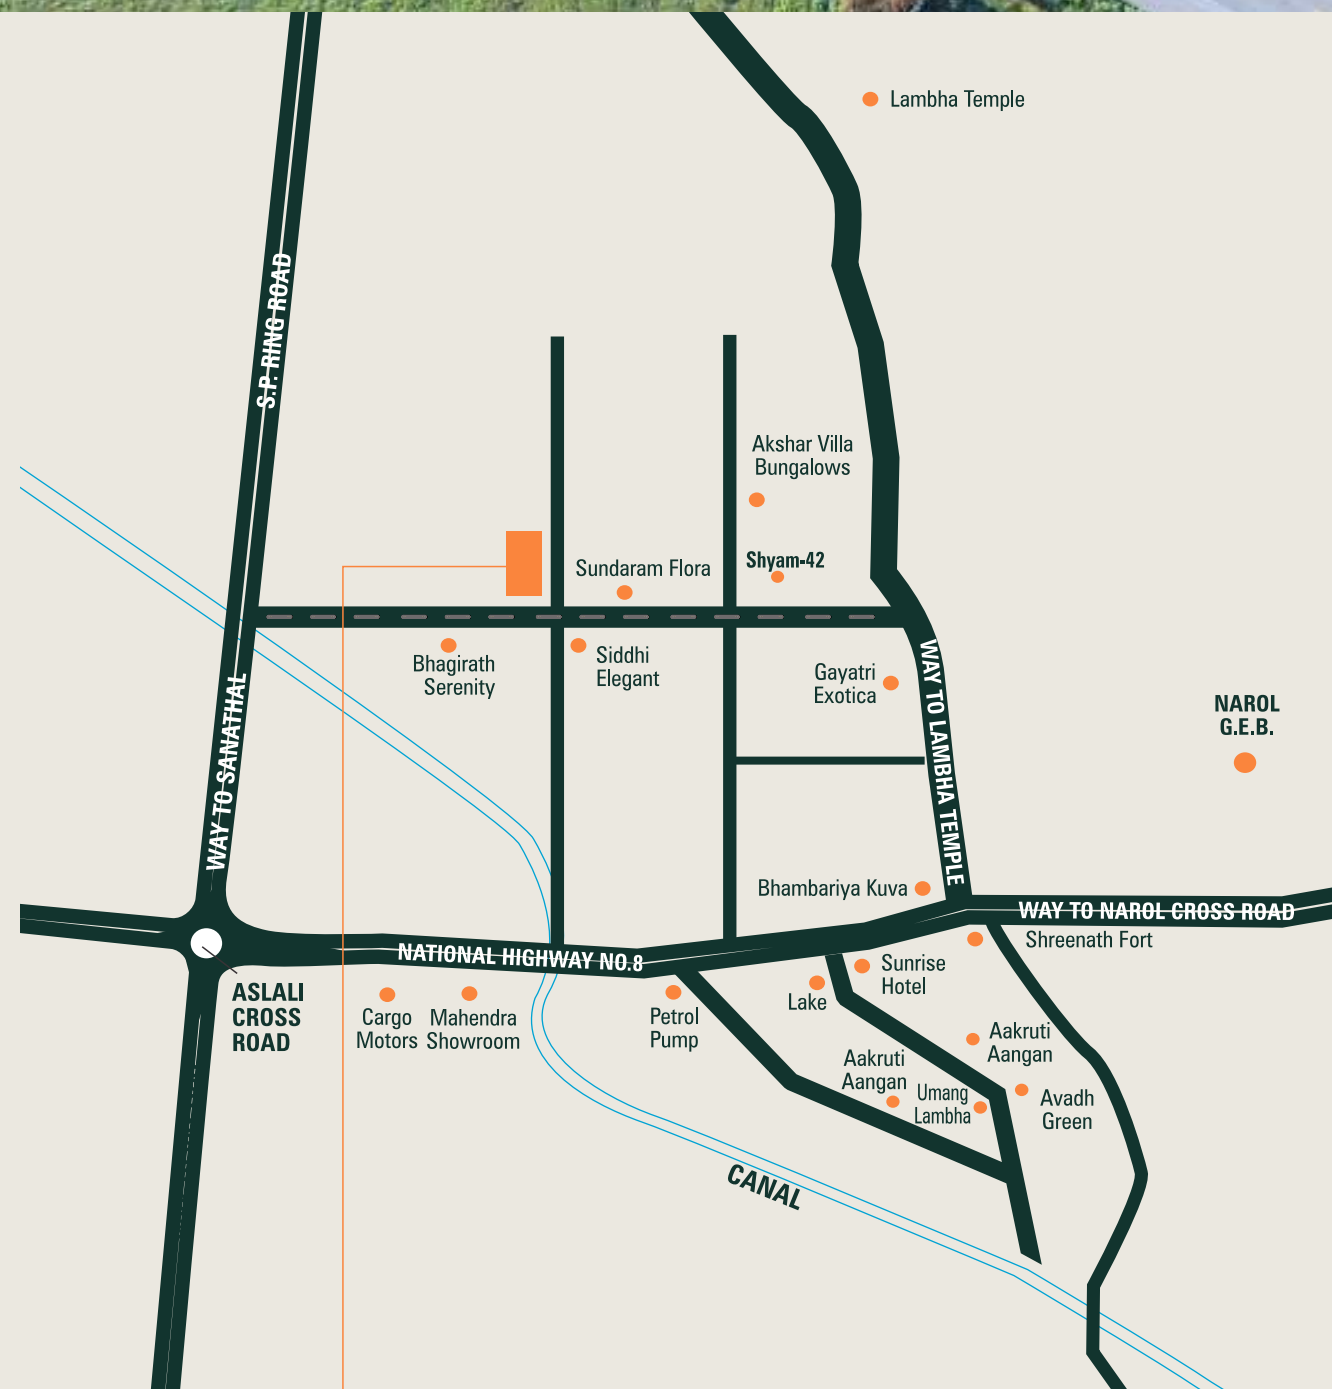 Lambha Temple
S.P. RING ROAD
Akshar Villa
Bungalows
Shyam-42
Sundaram Flora
Bhagirath
Serenity
Siddhi
Elegant
Gayatri
Exotica
WAY TO LAMBHA TEMPLE
NAROL
G.E.B.
WAY TO SANATHAL
Bhambariya Kuva
WAY TO NAROL CROSS ROAD
Shreenath Fort
NATIONAL HIGHWAY NO.8
Sunrise
Hotel
Lake
ASLALI
CROSS
ROAD
Cargo
Motors
Mahendra
Showroom
Petrol
Pump
Aakruti
Aangan
Aakruti
Aangan
Umang
Lambha
Avadh
Green
CANAL